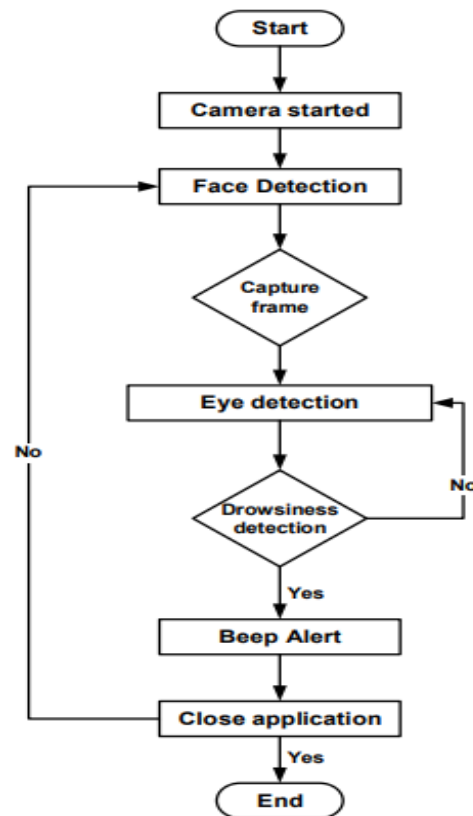 Start
Camera started
Face Detection
Capture
frame
Eye detection
No
No
Drowsiness
detection
Yes
Beep Alert
Close application
Yes
End